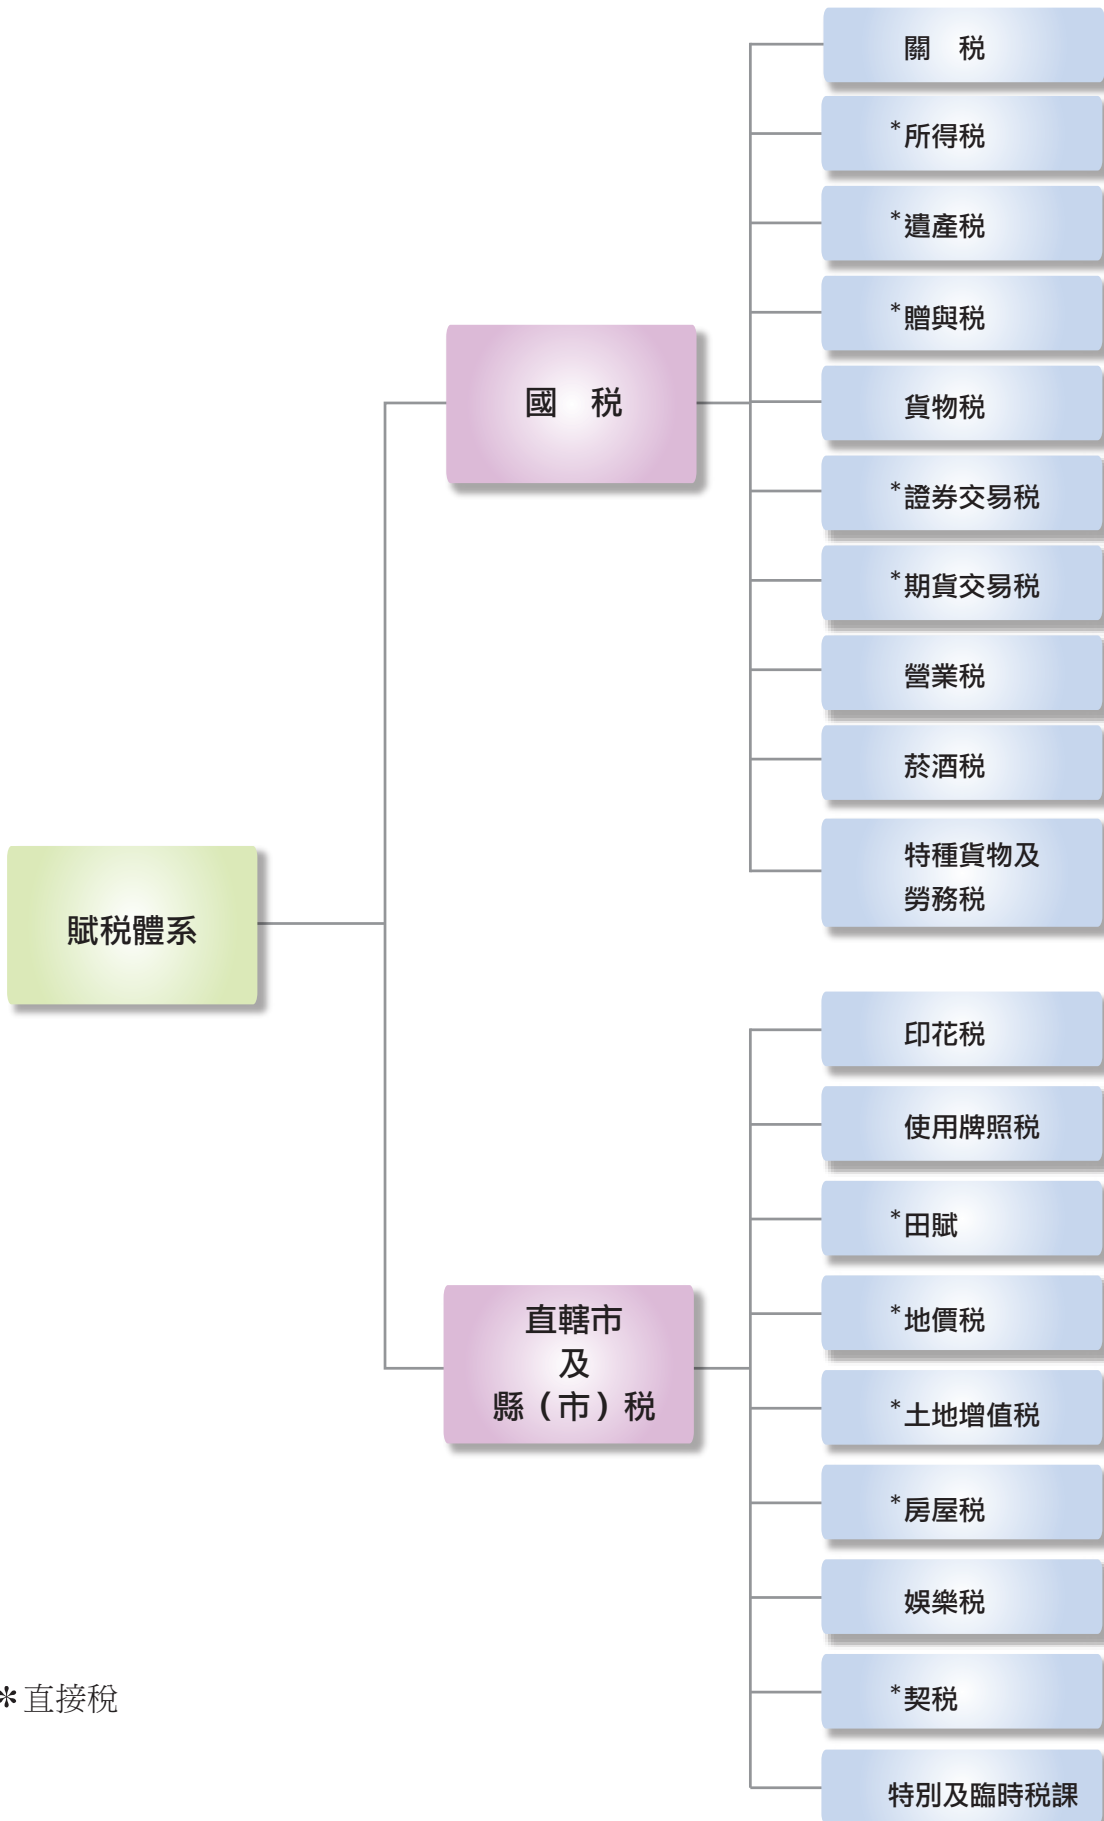 關　稅
*所得稅
*遺產稅
*贈與稅
國　稅
貨物稅
*證券交易稅
*期貨交易稅
營業稅
菸酒稅
特種貨物及
勞務稅
賦稅體系
印花稅
使用牌照稅
*田賦
直轄市
及
縣（市）稅
*地價稅
*土地增值稅
*房屋稅
娛樂稅
*契稅
特別及臨時稅課
*直接稅